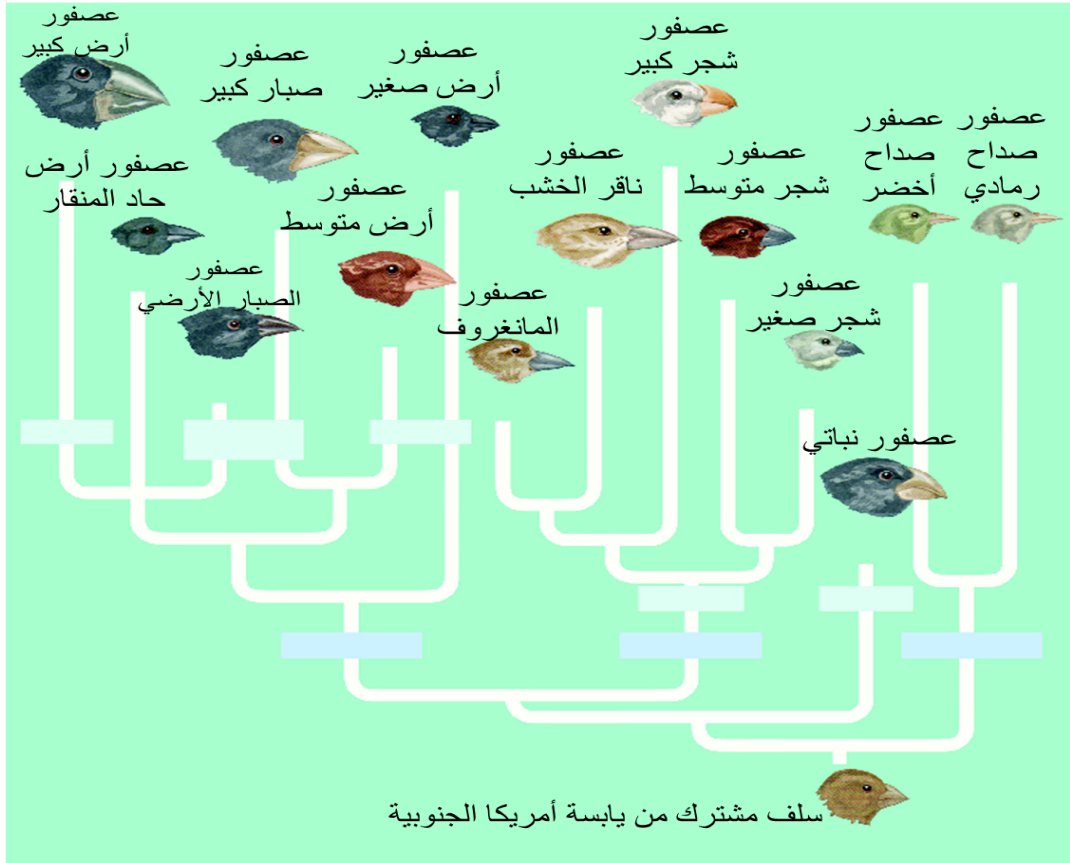 عصفور
أرض كبير
عصفور
صبار كبير
عصفور
أرض صغير
عصفور
شجر كبير
عصفور
صداح
أخضر
عصفور
صداح
رمادي
عصفور أرض
حاد المنقار
عصفور
أرض متوسط
عصفور
ناقر الخشب
عصفور
شجر متوسط
عصفور
الصبار الأرضي
عصفور
المانغروف
عصفور
شجر صغير
عصفور نباتي
سلف مشترك من يابسة أمريكا الجنوبية